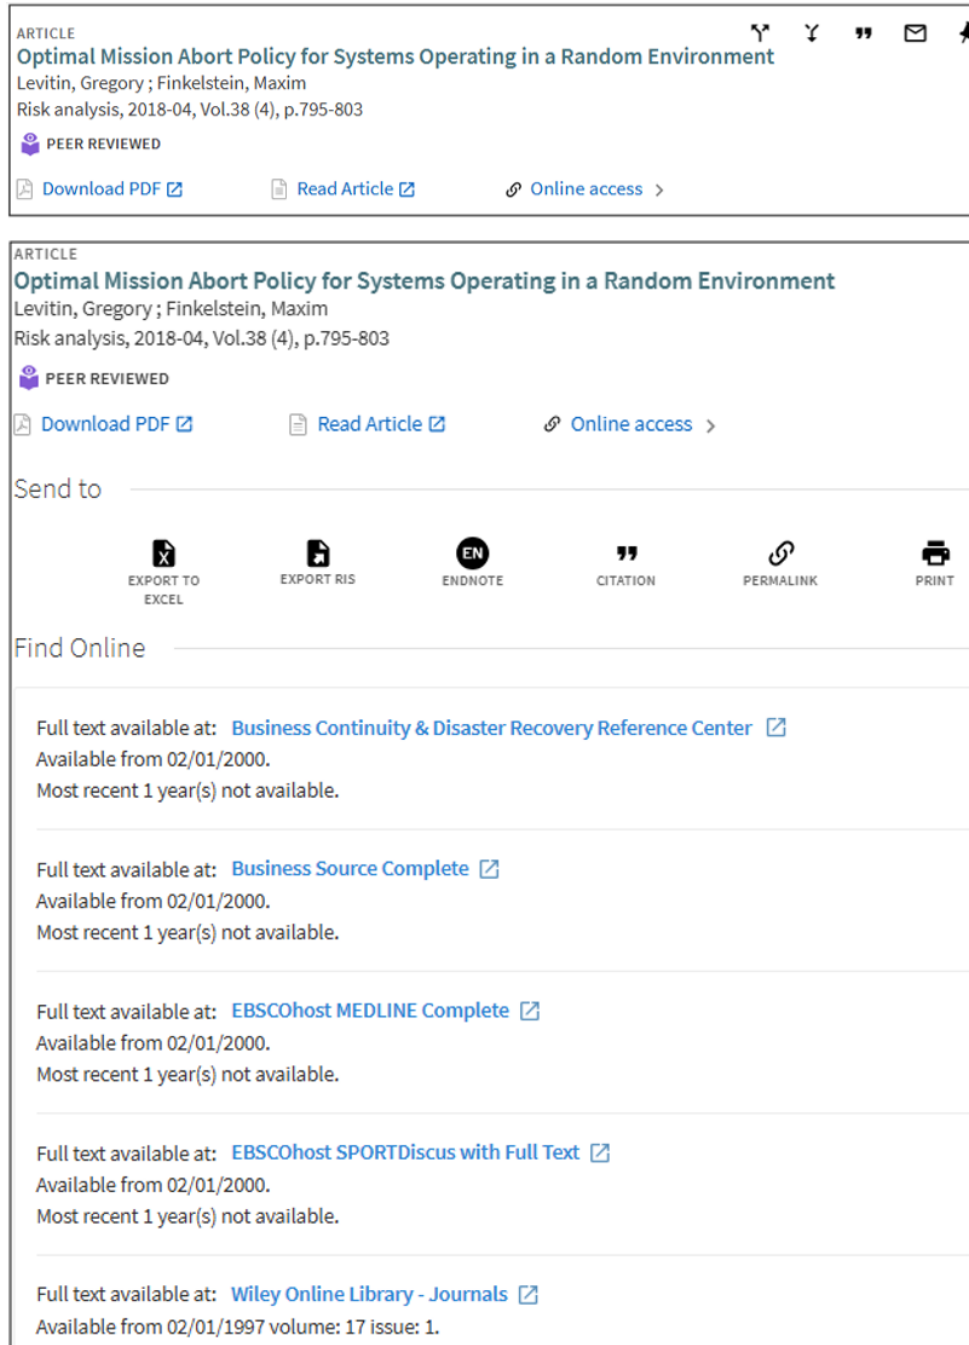 ARTICLE
Optimal Mission Abort Policy for Systems Operating in a Random Environment
Levitin, Gregory ; Finkelstein, Maxim
Risk analysis, 2018-04, Vol.38 (4), p.795-803
PEER REVIEWED
Download PDF Read Article Online access
ARTICLE
Optimal Mission Abort Policy for Systems Operating in a Random Environment
Levitin, Gregory ; Finkelstein, Maxim
Risk analysis, 2018-04, Vol.38 (4), p.795-803
PEER REVIEWED
Download PDF Read Article Online access
Send to
EN
EXPORT TO EXCEL
EXPORT RIS
ENDNOTE
CITATION
PERMALINK
PRINT
Find Online
Full text available at: Business Continuity & Disaster Recovery Reference Center
Available from 02/01/2000.
Most recent 1 year(s) not available.
Full text available at: Business Source Complete
Available from 02/01/2000.
Most recent 1 year(s) not available.
Full text available at: EBSCOhost MEDLINE Complete
Available from 02/01/2000.
Most recent 1 year(s) not available.
Full text available at: EBSCOhost SPORTDiscus with Full Text
Available from 02/01/2000.
Most recent 1 year(s) not available.
Full text available at: Wiley Online Library - Journals
Available from 02/01/1997 volume: 17 issue: 1.